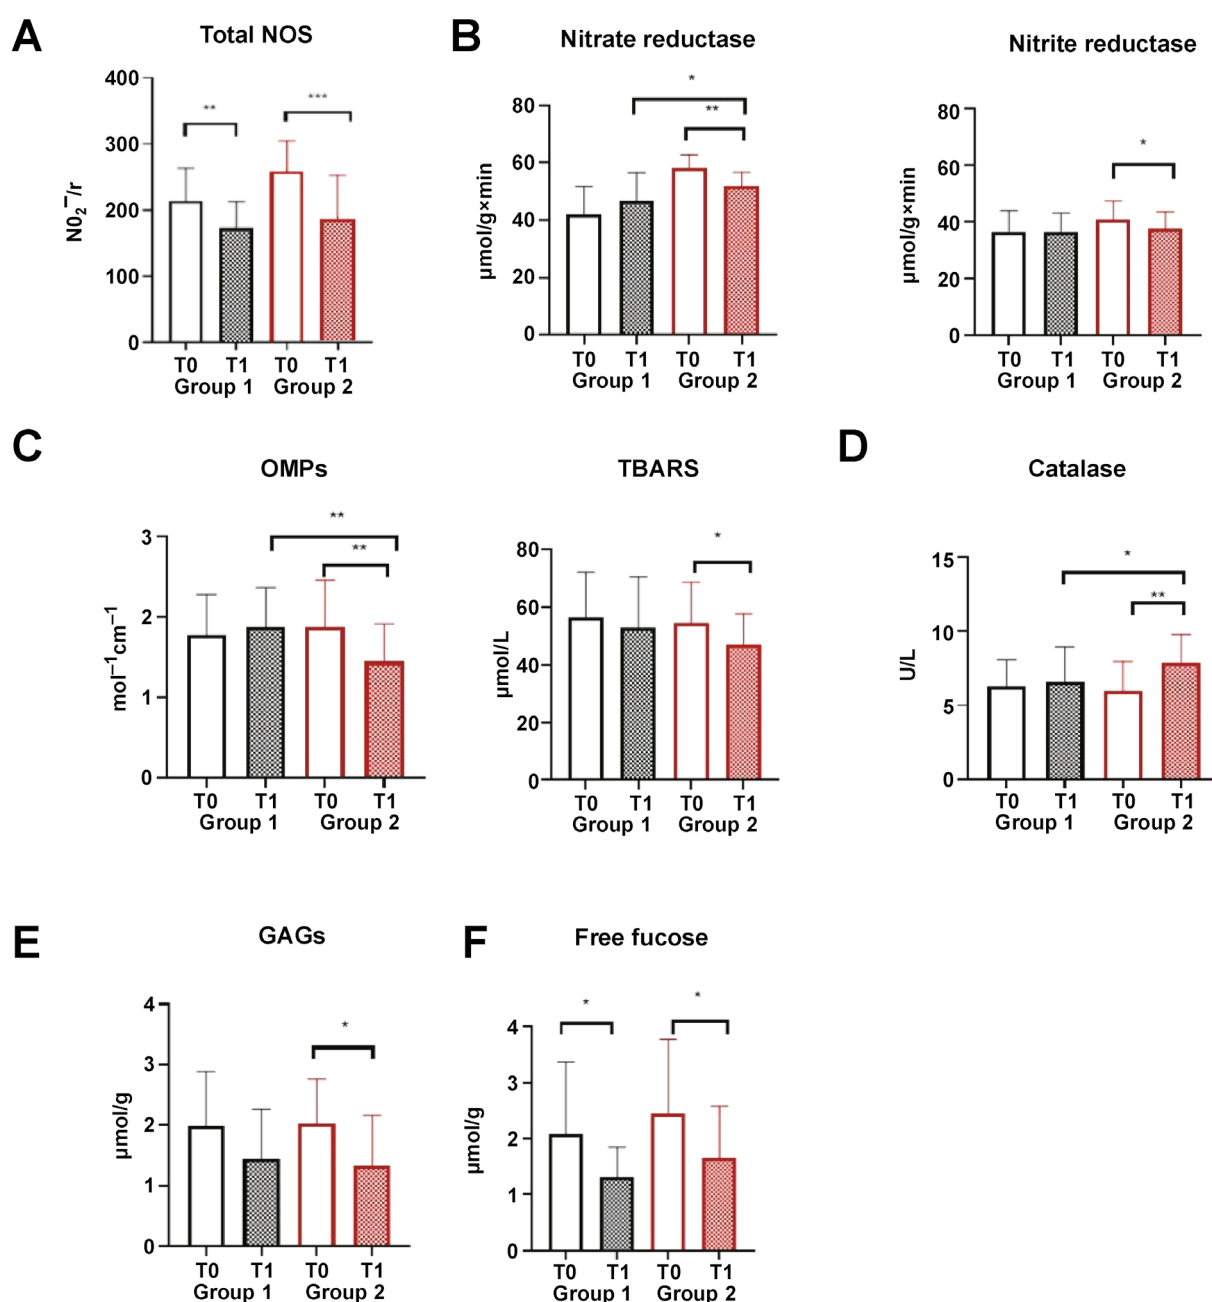 A
Total NOS
N0₂⁻/r
400
300
200
100
0
**
***
T0 T1 T0 T1
Group 1 Group 2
B
Nitrate reductase
µmol/g×min
80
60
40
20
0
*
**
T0 T1 T0 T1
Group 1 Group 2
Nitrite reductase
µmol/g×min
80
60
40
20
0
*
T0 T1 T0 T1
Group 1 Group 2
C
OMPs
mol⁻¹cm⁻¹
3
2
1
0
**
**
T0 T1 T0 T1
Group 1 Group 2
TBARS
µmol/L
80
60
40
20
0
*
T0 T1 T0 T1
Group 1 Group 2
D
Catalase
U/L
15
10
5
0
*
**
T0 T1 T0 T1
Group 1 Group 2
E
GAGs
µmol/g
4
3
2
1
0
*
T0 T1 T0 T1
Group 1 Group 2
F
Free fucose
µmol/g
4
3
2
1
0
*
*
T0 T1 T0 T1
Group 1 Group 2